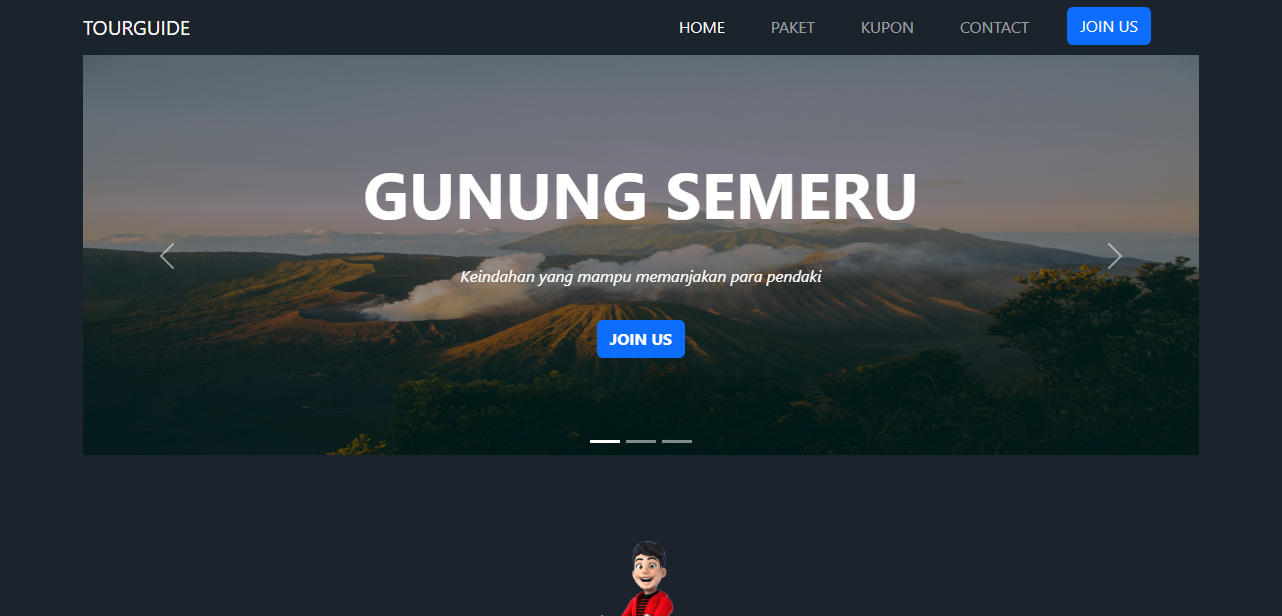 TOURGUIDE
HOME
PAKET
KUPON
CONTACT
JOIN US
GUNUNG SEMERU
Keindahan yang mampu memanjakan para pendaki
JOIN US